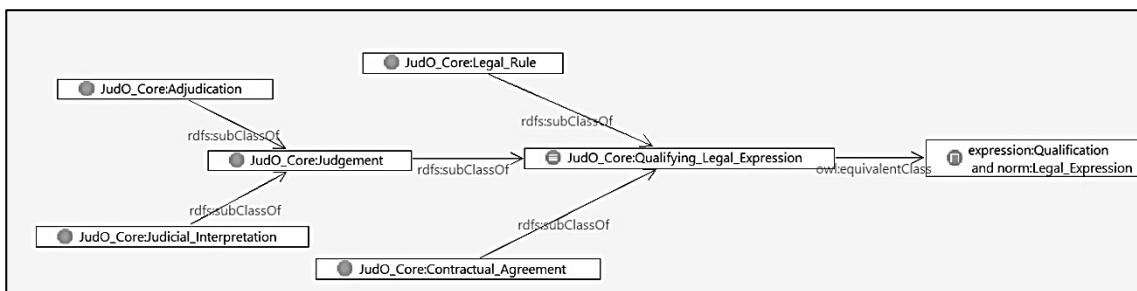 JudO_Core:Legal_Rule
JudO_Core:Adjudication
rdfs:subClassOf
rdfs:subClassOf
JudO_Core:Judgement
rdfs:subClassOf
JudO_Core:Qualifying_Legal_Expression
owl:equivalentClass
expression:Qualification
and norm:Legal_Expression
rdfs:subClassOf
rdfs:subClassOf
JudO_Core:Judicial_Interpretation
JudO_Core:Contractual_Agreement